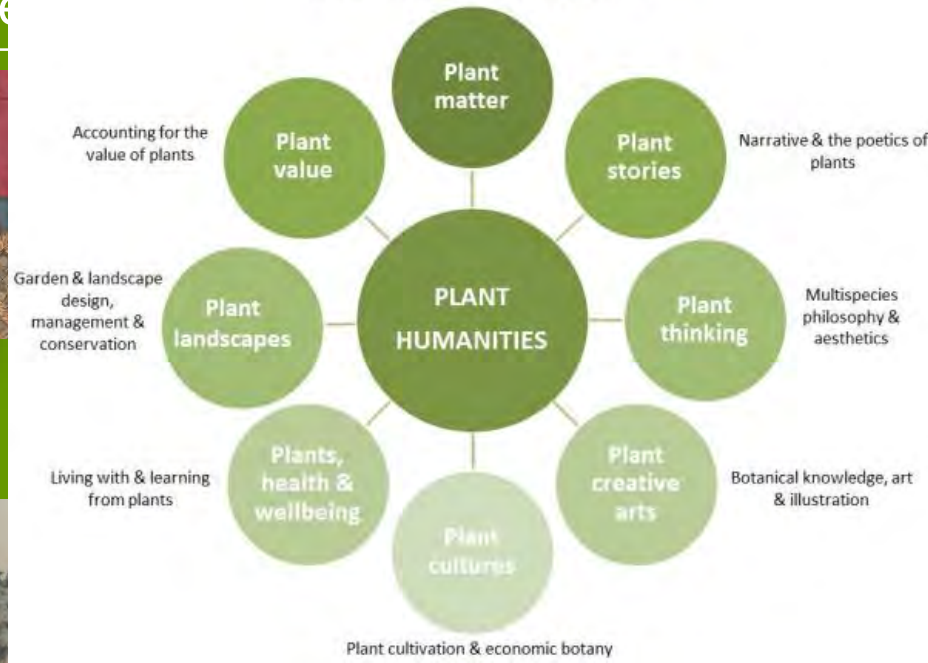 Plant
matter
Plant
stories
Narrative & the poetics of
plants
Plant
thinking
Multispecies
philosophy &
aesthetics
Plant
creative
arts
Botanical knowledge, art
& illustration
Plant
cultures
Plant cultivation & economic botany
Plants,
health &
wellbeing
Living with & learning
from plants
Plant
landscapes
Garden & landscape
design,
management &
conservation
Plant
value
Accounting for the
value of plants
PLANT
HUMANITIES